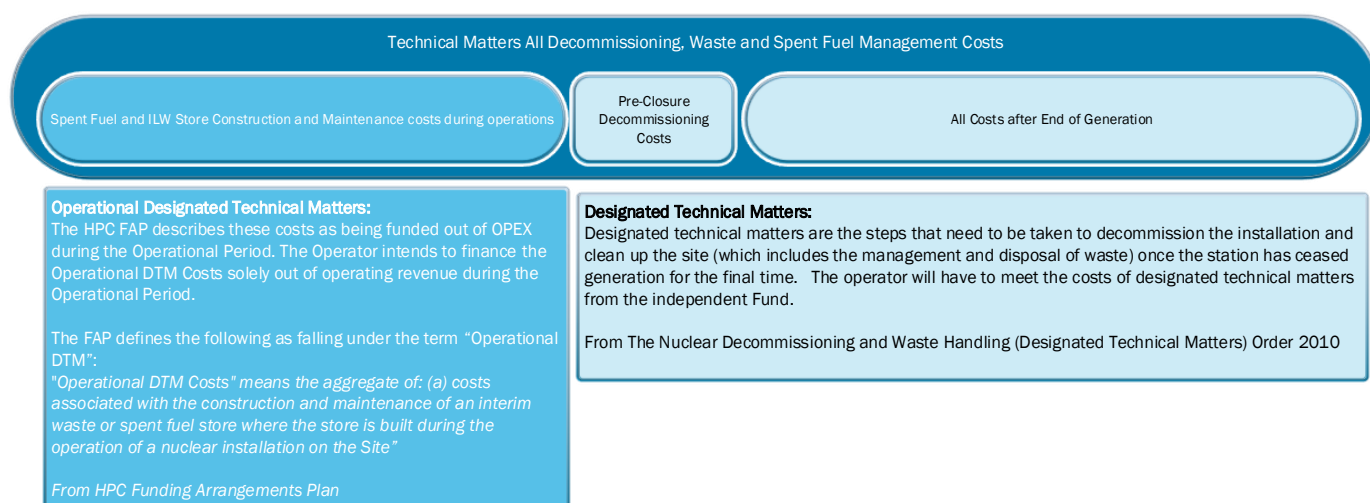 Technical Matters All Decommissioning, Waste and Spent Fuel Management Costs
Spent Fuel and ILW Store Construction and Maintenance costs during operations
Pre-Closure
Decommissioning
Costs
All Costs after End of Generation
Operational Designated Technical Matters:
The HPC FAP describes these costs as being funded out of OPEX
during the Operational Period. The Operator intends to finance the
Operational DTM Costs solely out of operating revenue during the
Operational Period.
The FAP defines the following as falling under the term “Operational
DTM”:
"Operational DTM Costs" means the aggregate of: (a) costs
associated with the construction and maintenance of an interim
waste or spent fuel store where the store is built during the
operation of a nuclear installation on the Site”
From HPC Funding Arrangements Plan
Designated Technical Matters:
Designated technical matters are the steps that need to be taken to decommission the installation and
clean up the site (which includes the management and disposal of waste) once the station has ceased
generation for the final time.   The operator will have to meet the costs of designated technical matters
from the independent Fund.
From The Nuclear Decommissioning and Waste Handling (Designated Technical Matters) Order 2010